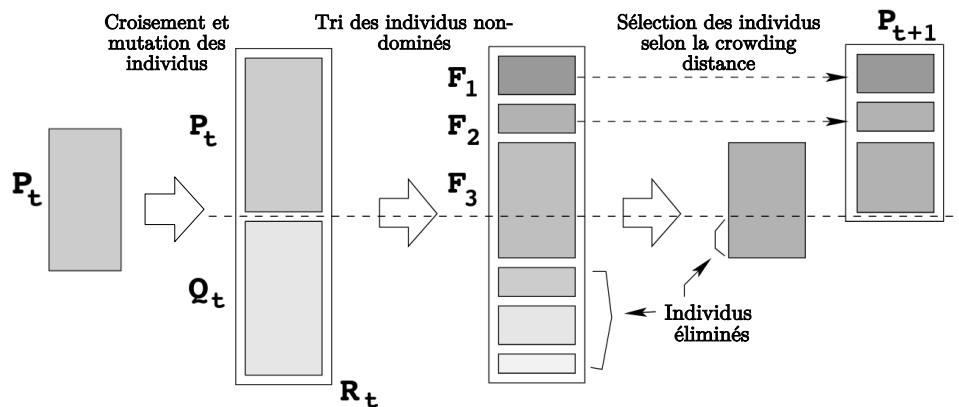 Croisement et
mutation des
individus
Tri des individus non-
dominés
Sélection des individus
selon la crowding
distance
P_{t+1}
P_t
P_t
Q_t
R_t
F_1
F_2
F_3
Individus
éliminés